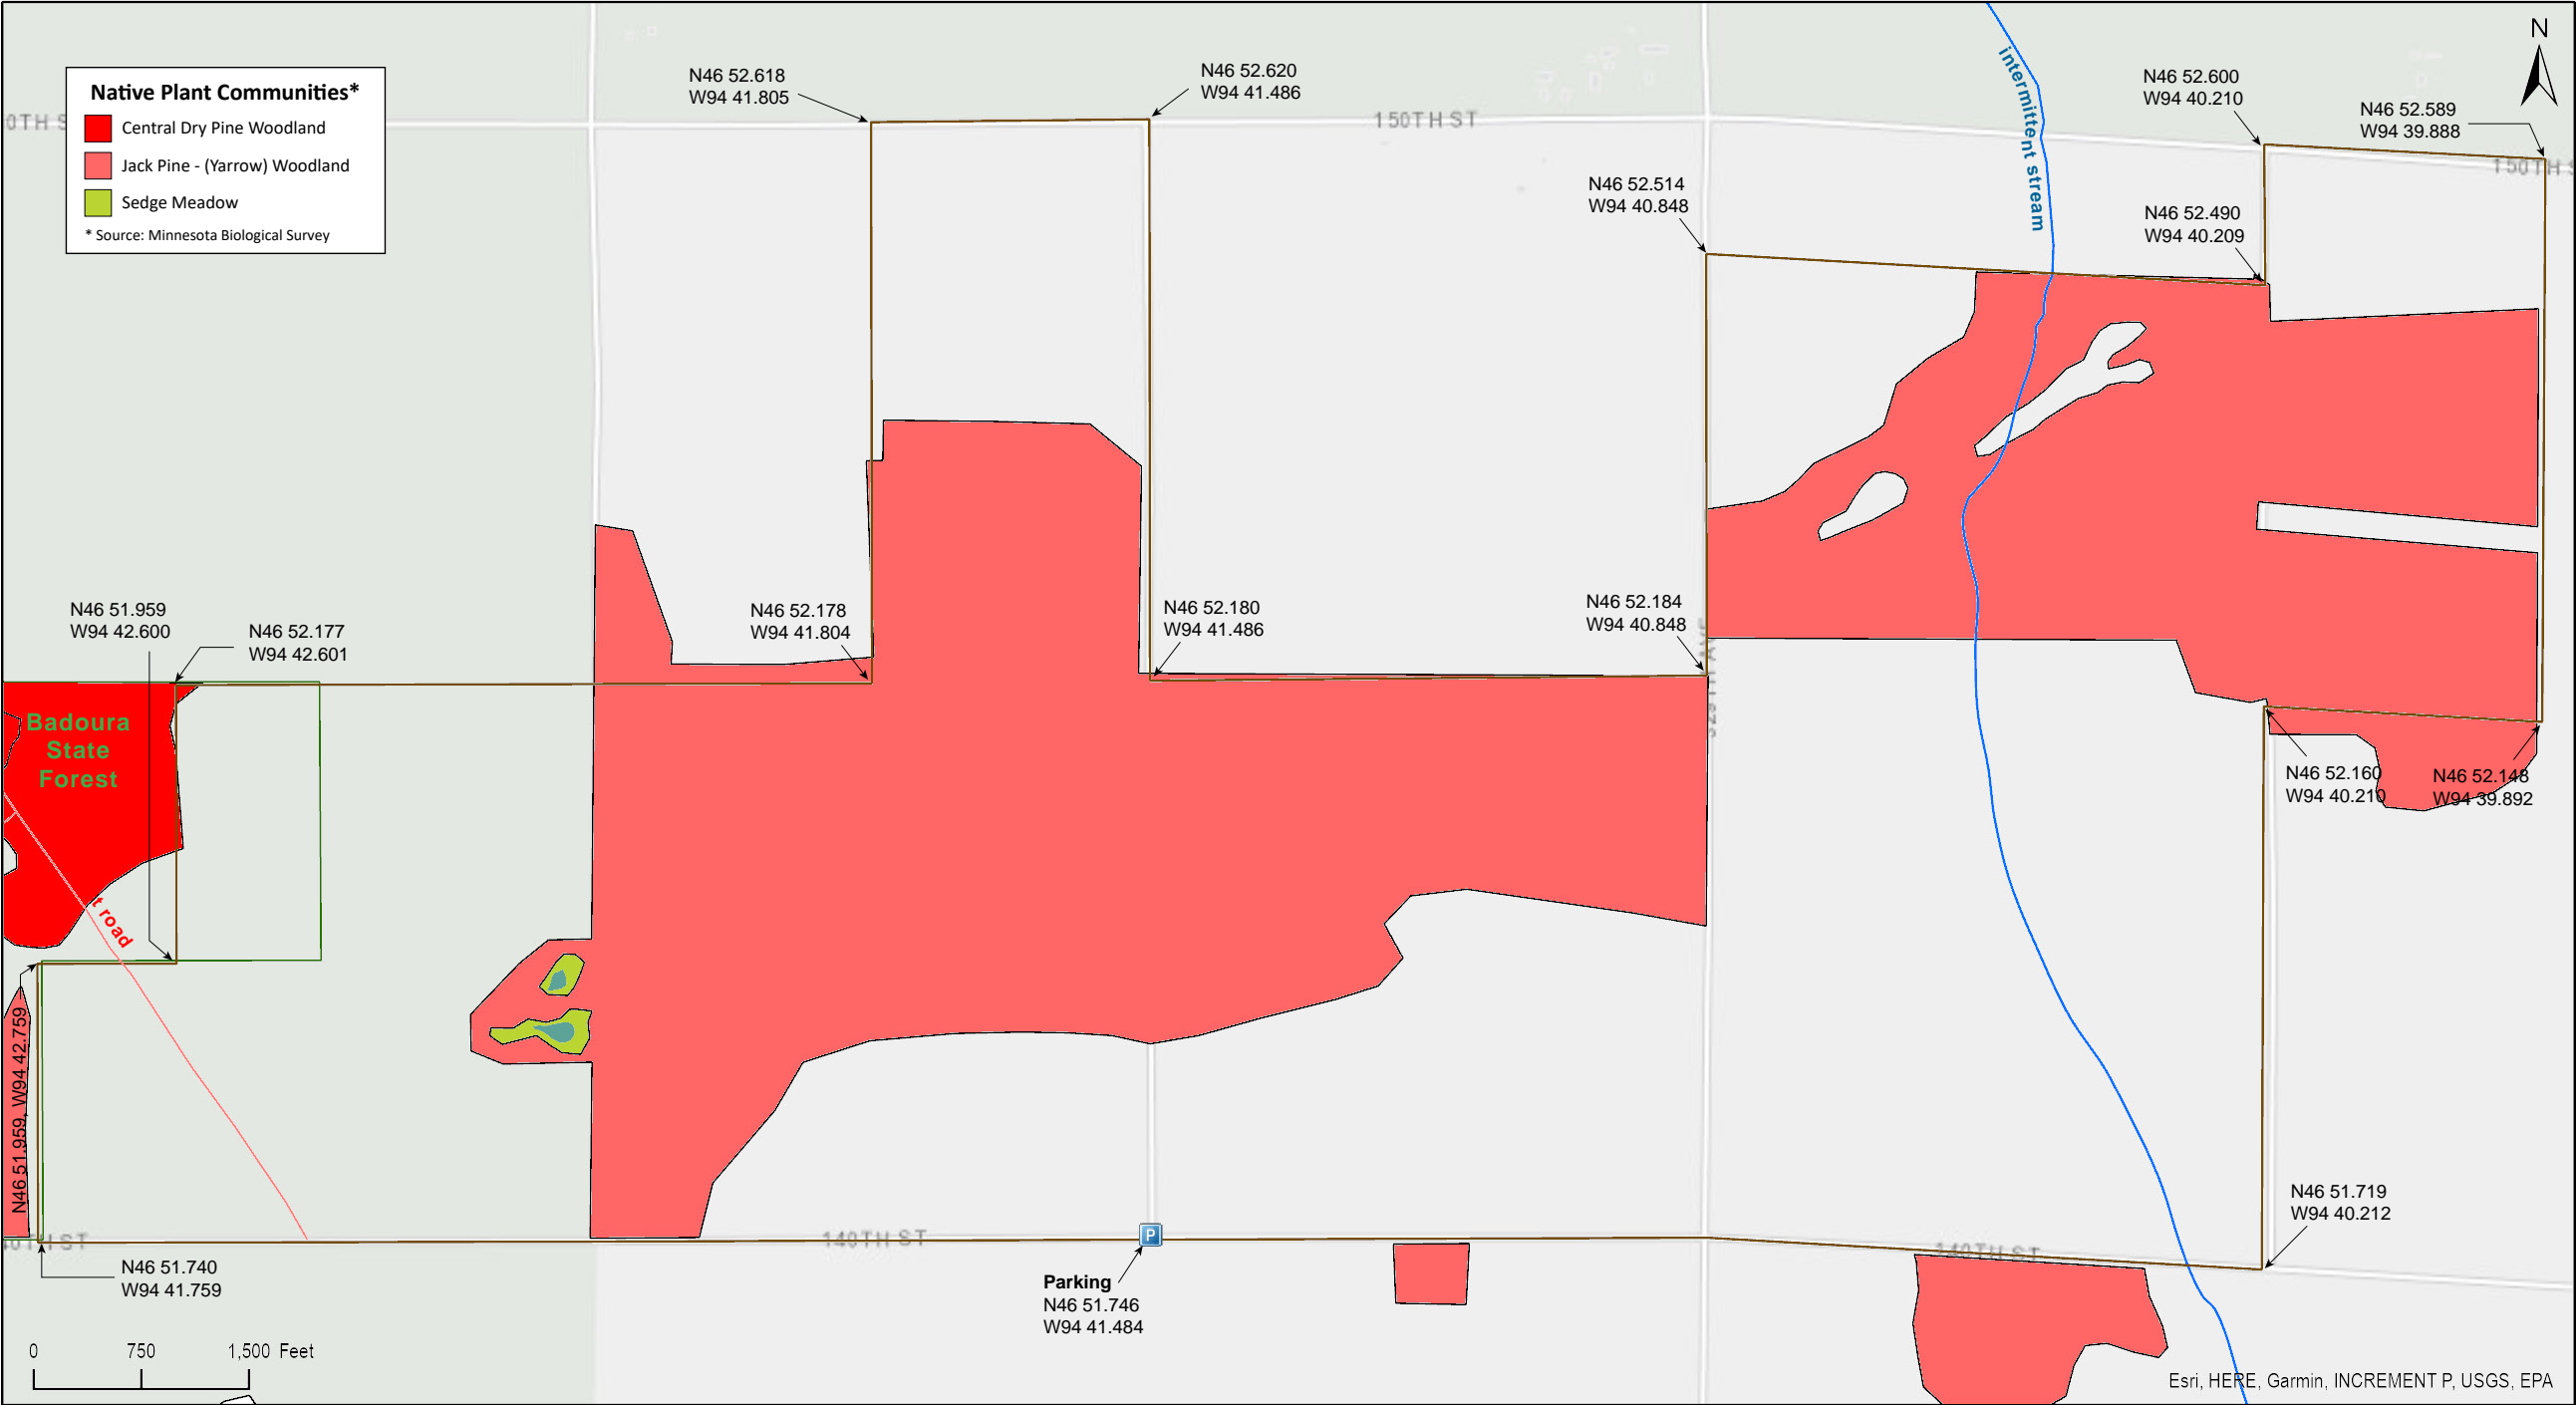 Native Plant Communities*
Central Dry Pine Woodland
Jack Pine - (Yarrow) Woodland
Sedge Meadow
* Source: Minnesota Biological Survey
N
N46 52.618
W94 41.805
N46 52.620
W94 41.486
150TH ST
intermittent stream
N46 52.600
W94 40.210
N46 52.589
W94 39.888
150TH S
0TH S
N46 52.514
W94 40.848
N46 52.490
W94 40.209
N46 51.959
W94 42.600
N46 52.177
W94 42.601
N46 52.178
W94 41.804
N46 52.180
W94 41.486
N46 52.184
W94 40.848
Badoura
State
Forest
t road
N46 52.160
W94 40.210
N46 52.148
W94 39.892
N46 51.959, W94 42.759
N46 51.719
W94 40.212
40TH ST
140TH ST
140TH ST
P
N46 51.740
W94 41.759
Parking
N46 51.746
W94 41.484
0 750 1,500 Feet
Esri, HERE, Garmin, INCREMENT P, USGS, EPA